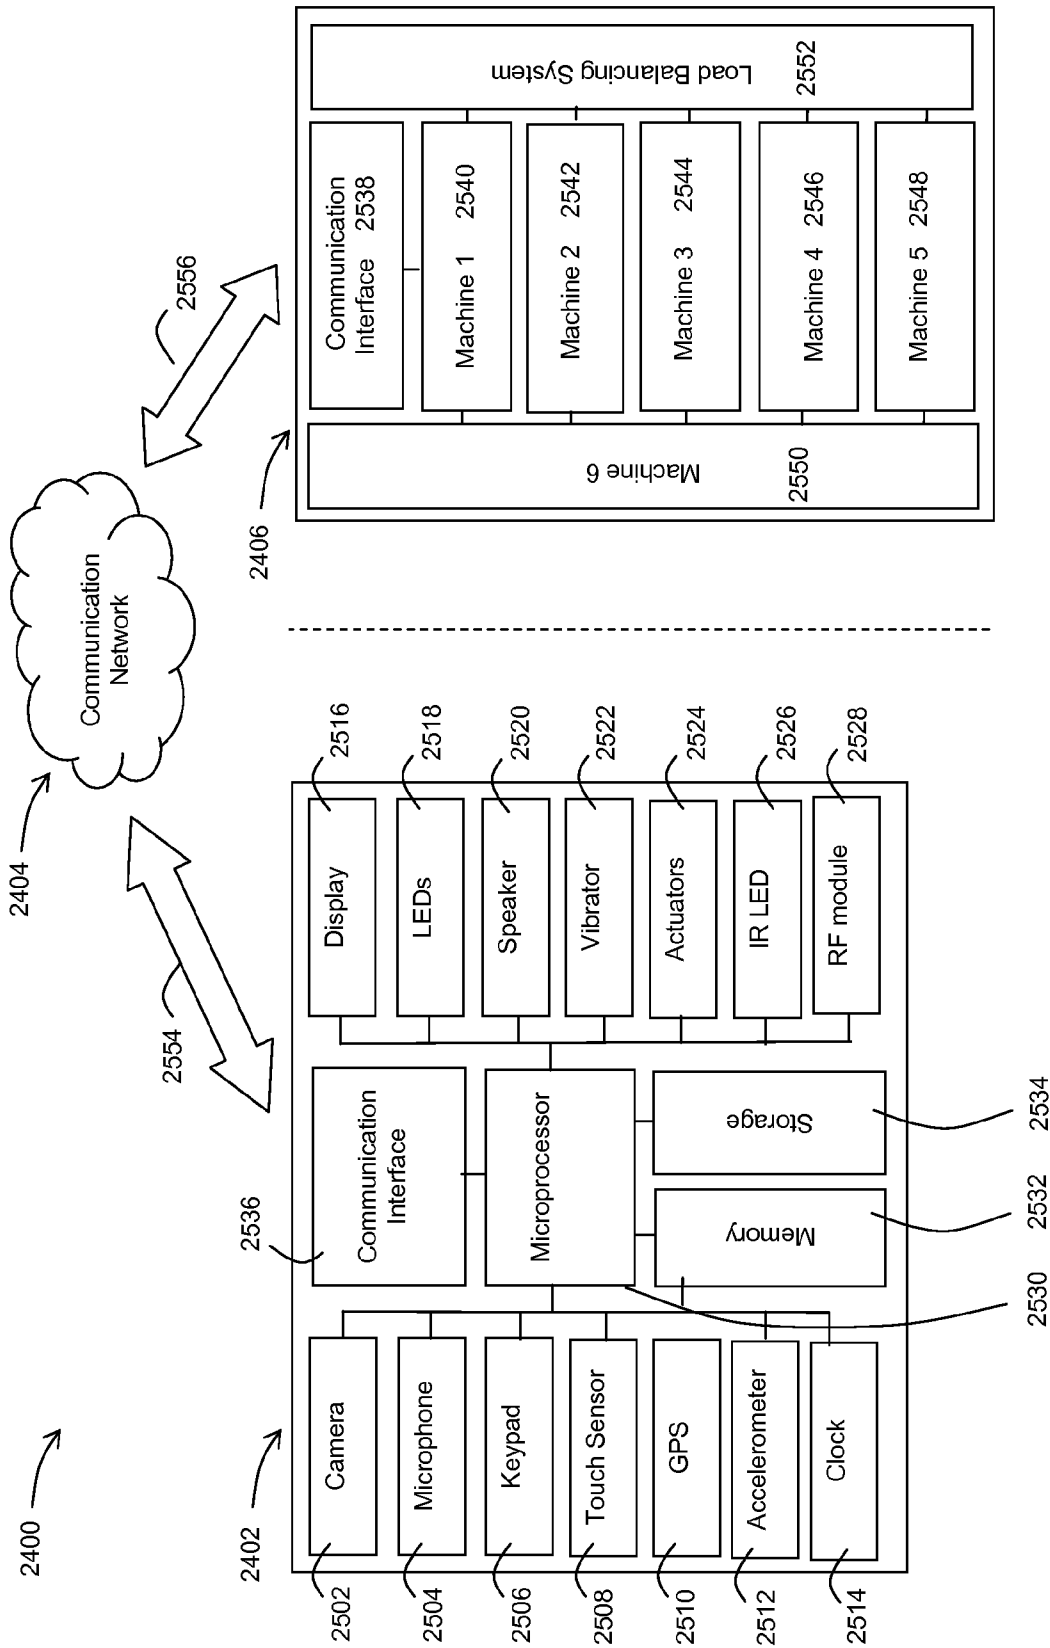 2400
2404
Communication
Network
2554
2556
2402
2406
2502
Camera
2504
Microphone
2506
Keypad
2508
Touch Sensor
2510
GPS
2512
Accelerometer
2514
Clock
2536
Communication
Interface
Microprocessor
2530
Memory
2532
Storage
2534
Display
2516
LEDs
2518
Speaker
2520
Vibrator
2522
Actuators
2524
IR LED
2526
RF module
2528
Machine 6
2550
Communication
Interface 2538
Machine 1 2540
Machine 2 2542
Machine 3 2544
Machine 4 2546
Machine 5 2548
Load Balancing System
2552